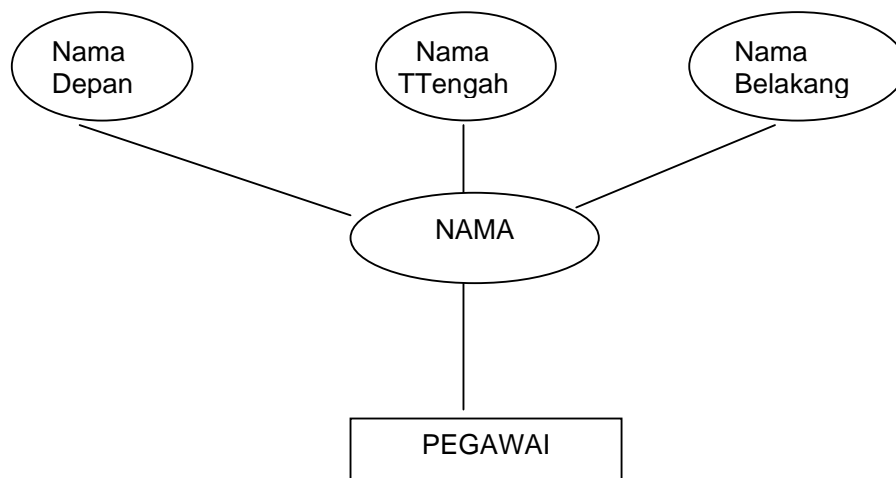 Nama
Depan
Nama
TTengah
Nama
Belakang
NAMA
PEGAWAI